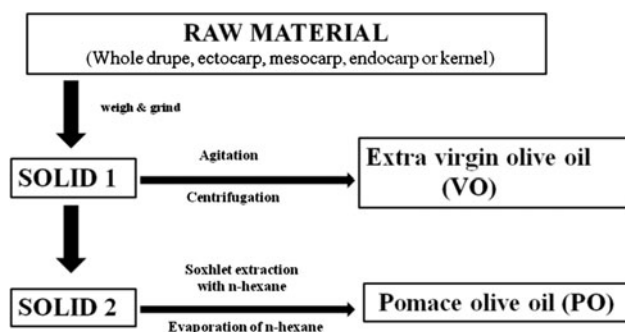 RAW MATERIAL
(Whole drupe, ectocarp, mesocarp, endocarp or kernel)
weigh & grind
SOLID 1
Agitation
Centrifugation
Extra virgin olive oil
(VO)
SOLID 2
Soxhlet extraction
with n-hexane
Evaporation of n-hexane
Pomace olive oil (PO)